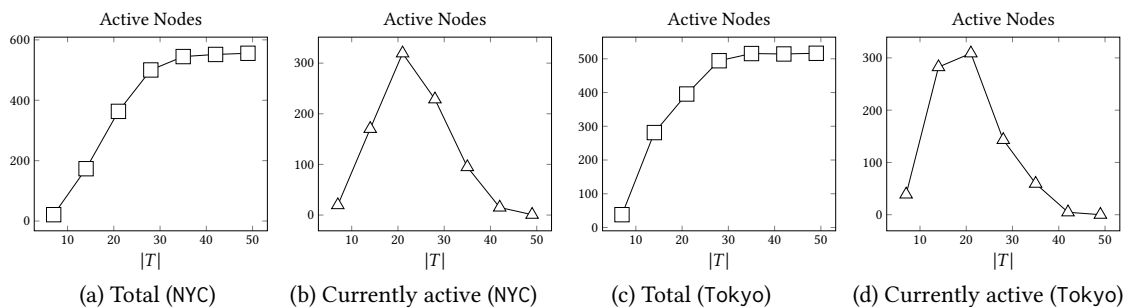 Active Nodes
600
400
200
0
10 20 30 40 50
|T|
(a) Total (NYC)
Active Nodes
300
200
100
0
10 20 30 40 50
|T|
(b) Currently active (NYC)
Active Nodes
500
400
300
200
100
0
10 20 30 40 50
|T|
(c) Total (Tokyo)
Active Nodes
300
200
100
0
10 20 30 40 50
|T|
(d) Currently active (Tokyo)